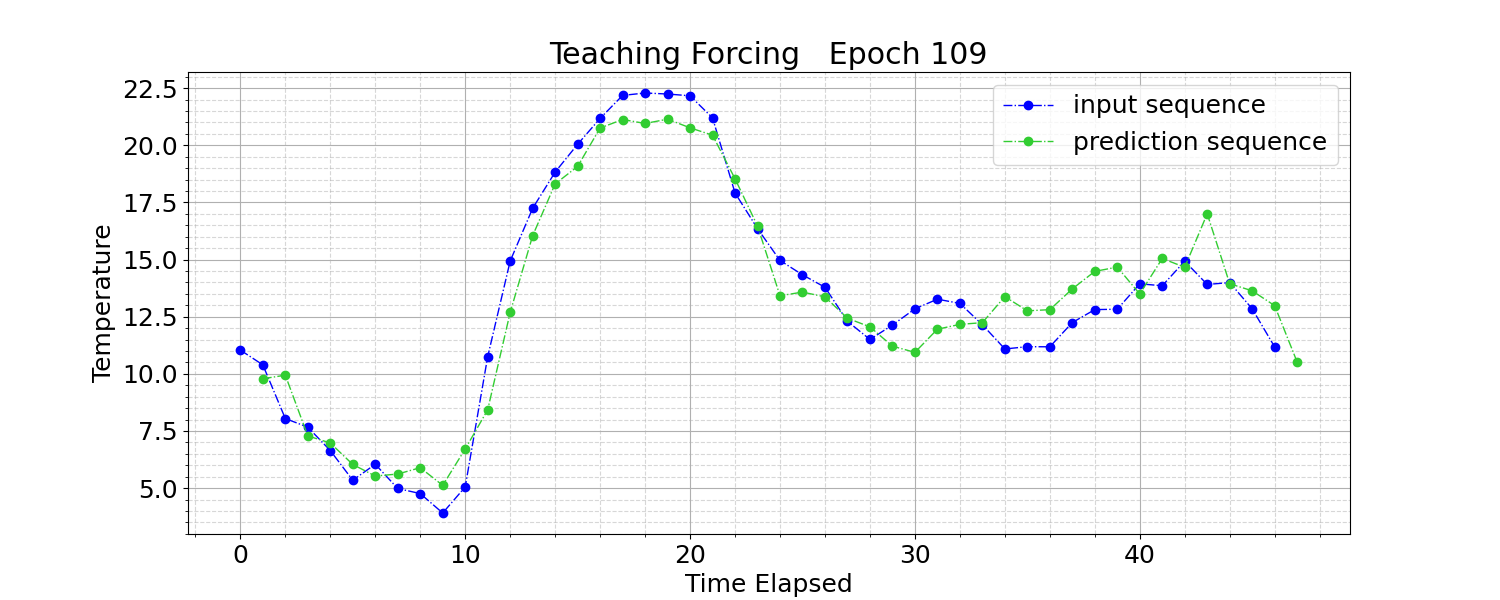 Teaching Forcing   Epoch 109
input sequence
prediction sequence
22.5
20.0
17.5
15.0
12.5
10.0
7.5
5.0
Temperature
0 10 20 30 40
Time Elapsed